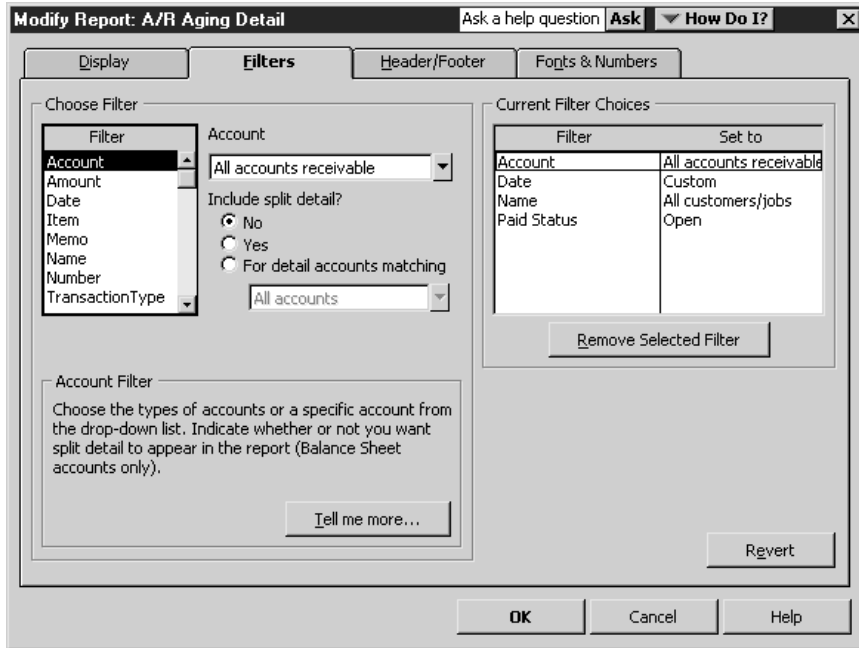 Modify Report: A/R Aging Detail
Ask a help question Ask How Do I?
Display Filters Header/Footer Fonts & Numbers
Choose Filter
Filter
Account
Amount
Date
Item
Memo
Name
Number
TransactionType
Account
All accounts receivable
Include split detail?
No
Yes
For detail accounts matching
All accounts
Account Filter
Choose the types of accounts or a specific account from
the drop-down list. Indicate whether or not you want
split detail to appear in the report (Balance Sheet
accounts only).
Tell me more...
Current Filter Choices
Filter Set to
Account All accounts receivable
Date Custom
Name All customers/jobs
Paid Status Open
Remove Selected Filter
Revert
OK Cancel Help